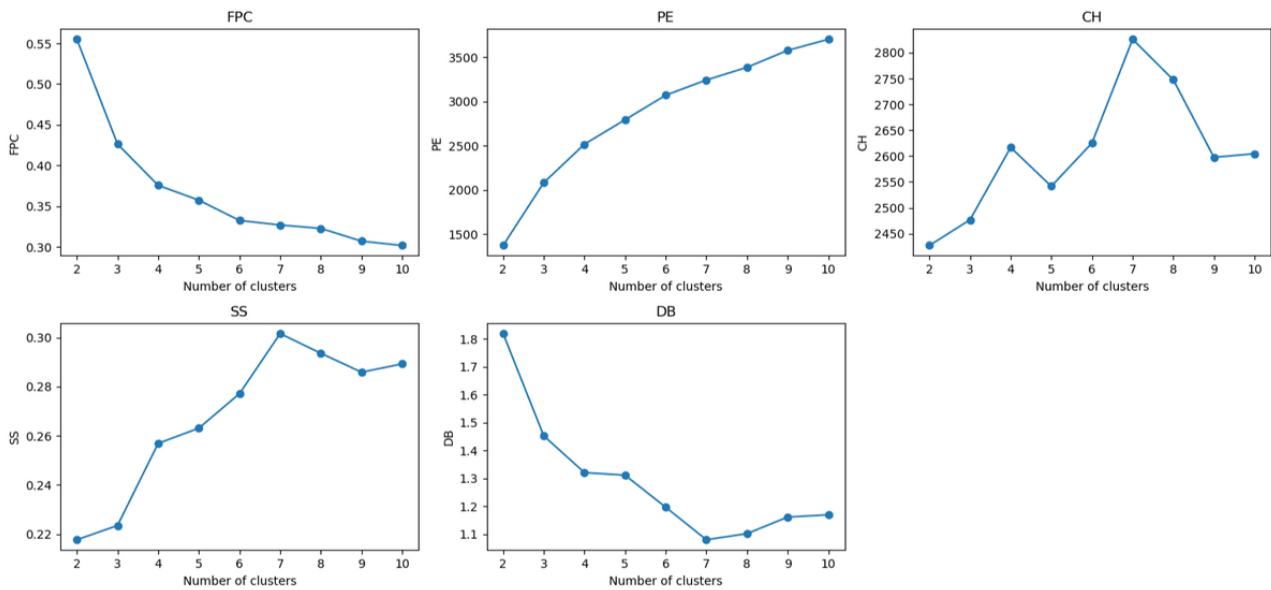 FPC
FPC
0.55
0.50
0.45
0.40
0.35
0.30
2 3 4 5 6 7 8 9 10
Number of clusters
PE
PE
3500
3000
2500
2000
1500
2 3 4 5 6 7 8 9 10
Number of clusters
CH
CH
2800
2750
2700
2650
2600
2550
2500
2450
2 3 4 5 6 7 8 9 10
Number of clusters
SS
SS
0.30
0.28
0.26
0.24
0.22
2 3 4 5 6 7 8 9 10
Number of clusters
DB
DB
1.8
1.7
1.6
1.5
1.4
1.3
1.2
1.1
2 3 4 5 6 7 8 9 10
Number of clusters